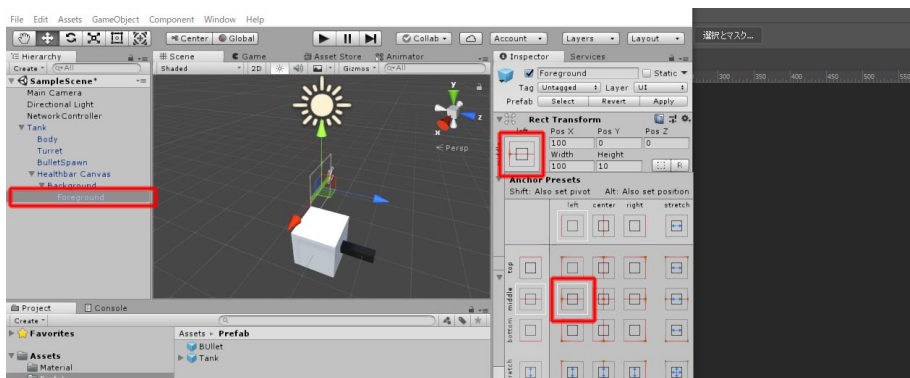 File Edit Assets GameObject Component Window Help
Center Global Collab Account Layers Layout
選択とマスク...
Hierarchy
Create All
SampleScene*
Main Camera
Directional Light
NetworkController
Tank
Body
Turret
BulletSpawn
Healthbar Canvas
Background
Foreground
Scene Game Asset Store Animator
Shaded 2D Gizmos All
y
z
x
Persp
Inspector Services
Foreground Static
Tag Untagged Layer UI
Prefab Select Revert Apply
Rect Transform
left Pos X Pos Y Pos Z
100 0 0
Width Height
100 10 R
middle
Anchor Presets
Shift: Also set pivot Alt: Also set position
left center right stretch
top
middle
bottom
stretch
300 350 400 450 500 550
Project Console
Create
Favorites
Assets
Material
Assets Prefab
BUllet
Tank